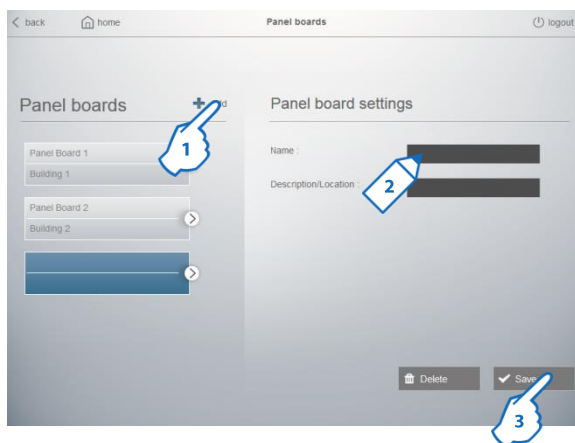 back home Panel boards logout
Panel boards
Panel board settings
1
Panel Board 1
Building 1
Name :
2
Description/Location :
Panel Board 2
Building 2
Delete
Save
3